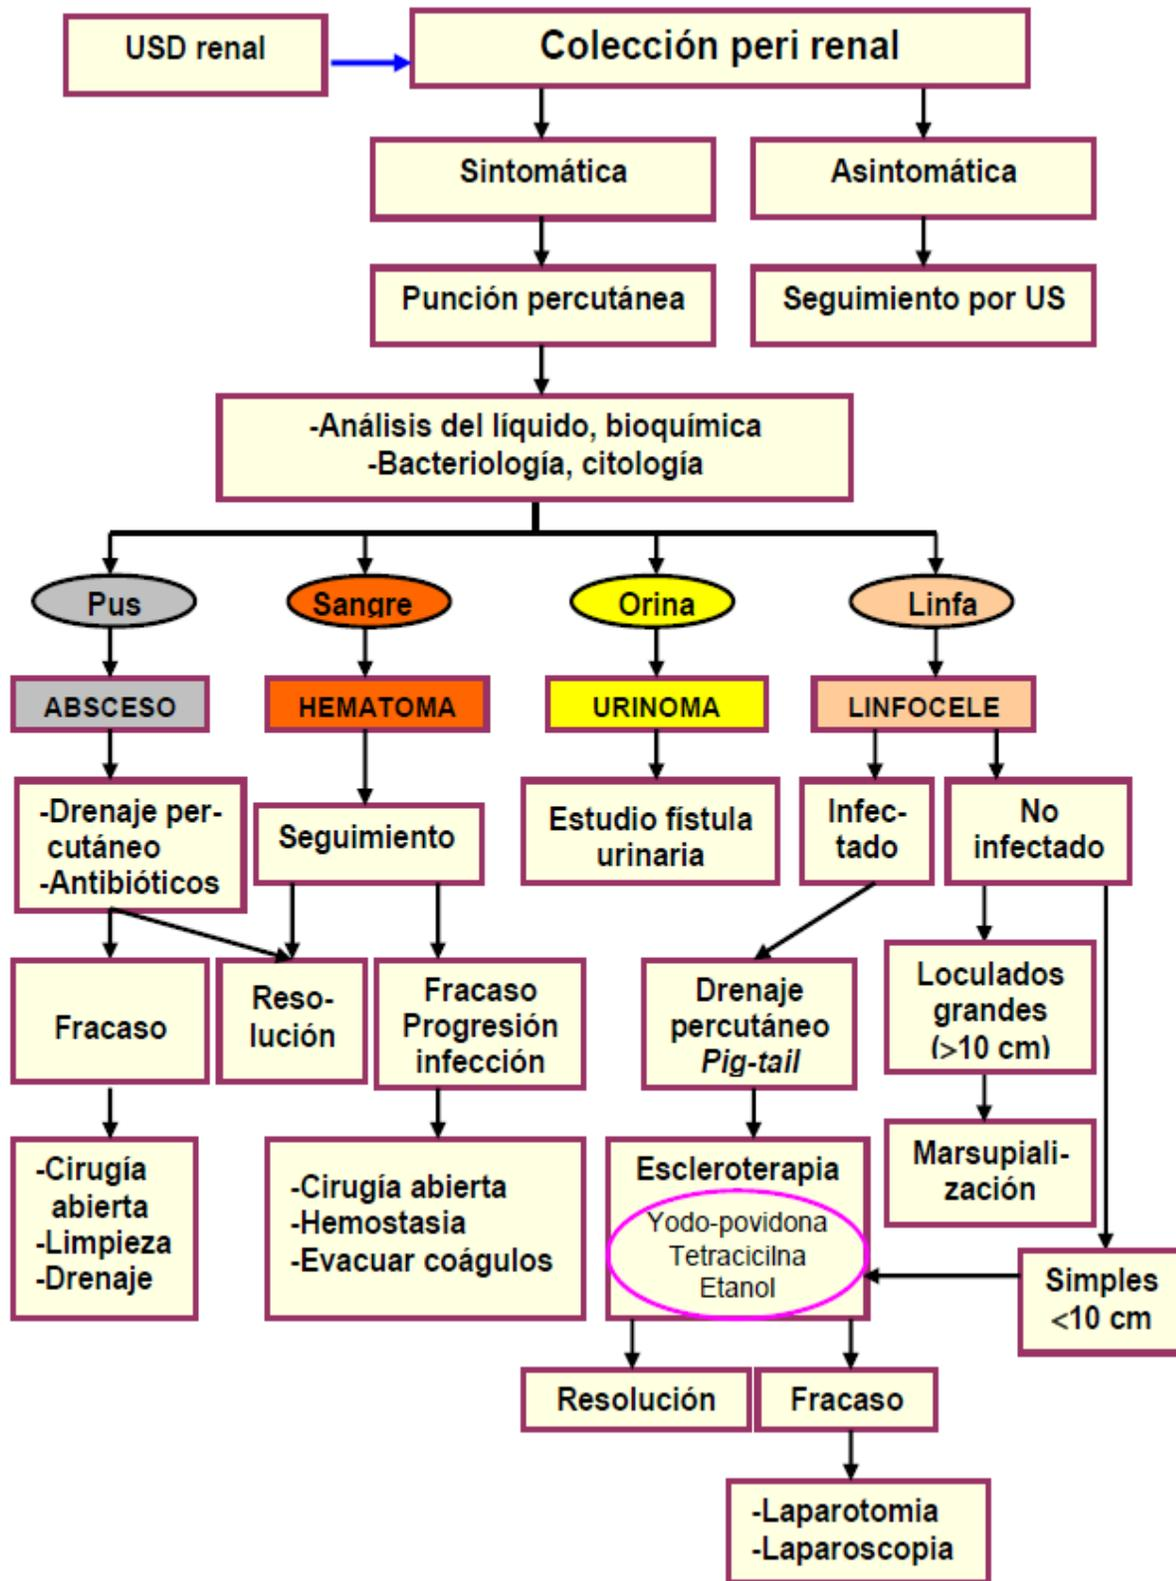 USD renal
Colección peri renal
Sintomática
Asintomática
Punción percutánea
Seguimiento por US
-Análisis del líquido, bioquímica
-Bacteriología, citología
Pus
Sangre
Orina
Linfa
ABSCESO
HEMATOMA
URINOMA
LINFOCELE
-Drenaje per-
cutáneo
-Antibióticos
Seguimiento
Estudio fístula
urinaria
Infec-
tado
No
infectado
Fracaso
Reso-
lución
Fracaso
Progresión
infección
Drenaje
percutáneo
Pig-tail
Loculados
grandes
(>10 cm)
-Cirugía
abierta
-Limpieza
-Drenaje
-Cirugía abierta
-Hemostasia
-Evacuar coágulos
Escleroterapia
Yodo-povidona
Tetracicilna
Etanol
Marsupiali-
zación
Simples
<10 cm
Resolución
Fracaso
-Laparotomia
-Laparoscopia